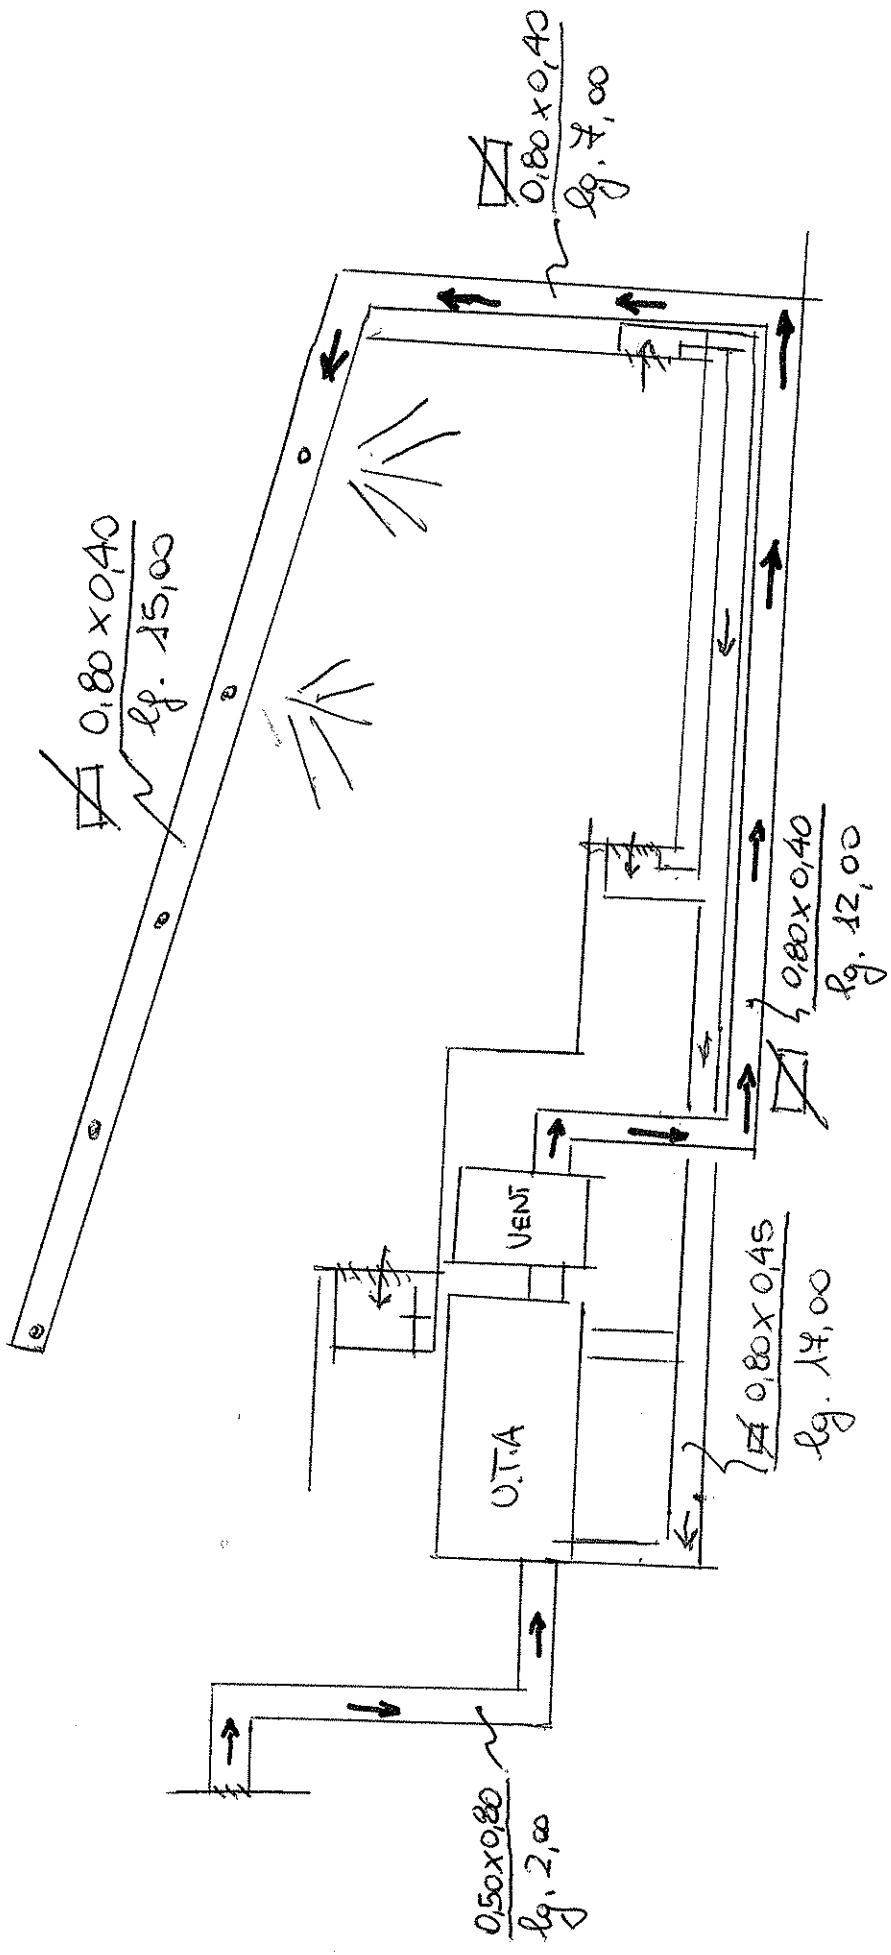 0,80 x 0,40
lg. 15,00
0,80 x 0,40
lg. 7,00
VENT
U.T.A
0,80 x 0,40
lg. 12,00
0,80 x 0,45
lg. 17,00
0,50 x 0,80
lg. 2,00